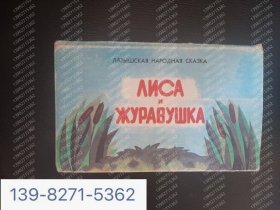 ЛАТЫШСКАЯ НАРОДНАЯ СКАЗКА
ЛИСА
И
ЖУРАВУШКА
139-8271-5362